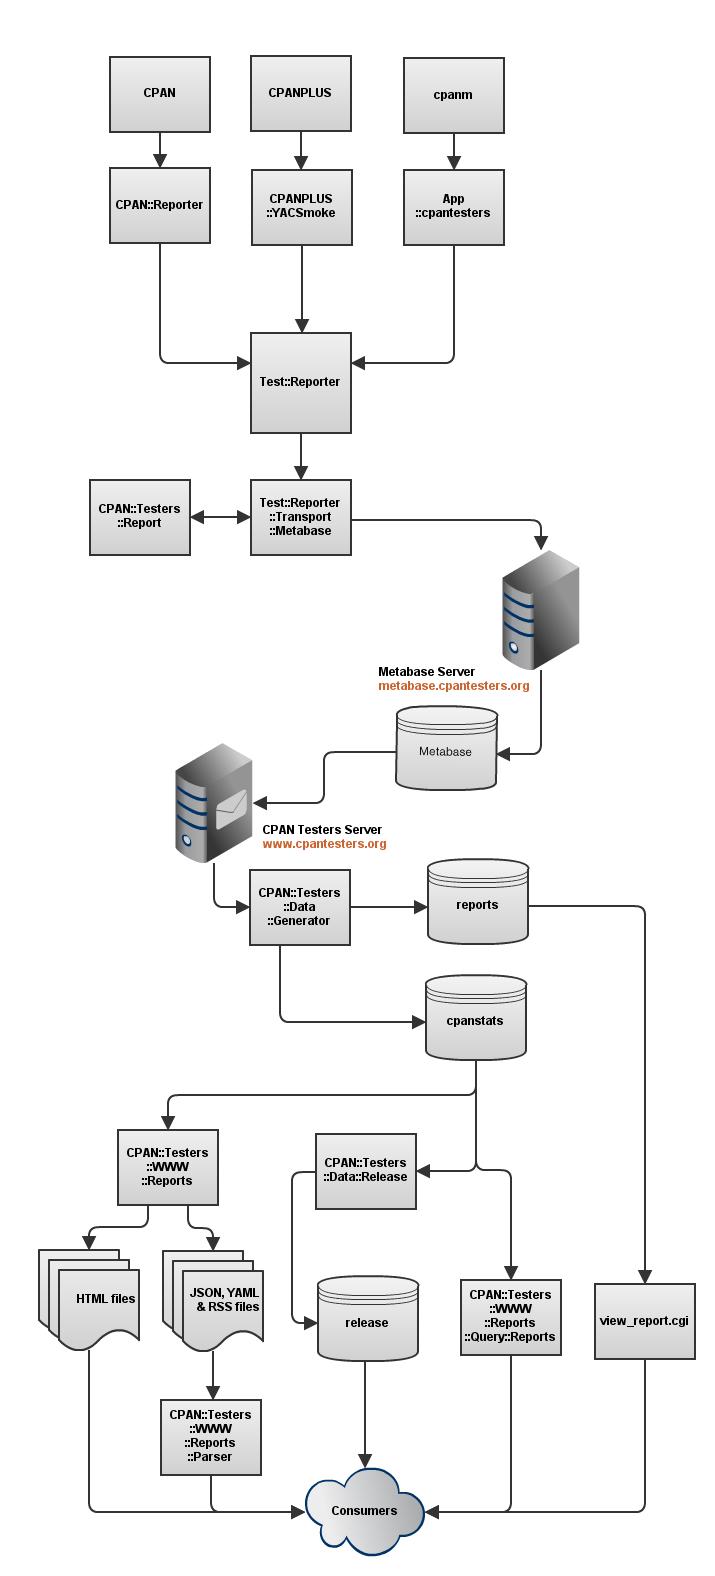 CPAN
CPANPLUS
cpanm
CPAN::Reporter
CPANPLUS
::YACSmoke
App
::cpantesters
Test::Reporter
CPAN::Testers
::Report
Test::Reporter
::Transport
::Metabase
Metabase Server
metabase.cpantesters.org
Metabase
CPAN Testers Server
www.cpantesters.org
CPAN::Testers
::Data
::Generator
reports
cpanstats
CPAN::Testers
::WWW
::Reports
CPAN::Testers
::Data::Release
HTML files
JSON, YAML
& RSS files
release
CPAN::Testers
::WWW
::Reports
::Query::Reports
view_report.cgi
CPAN::Testers
::WWW
::Reports
::Parser
Consumers